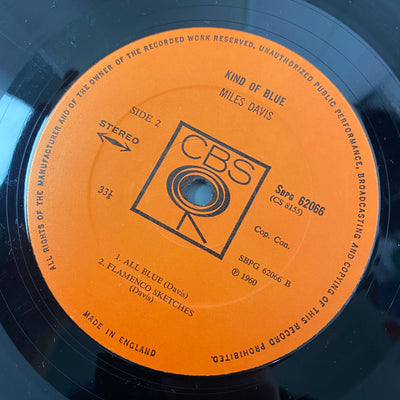 ALL RIGHTS OF THE MANUFACTURER AND OF THE OWNER OF THE RECORDED WORK RESERVED. UNAUTHORIZED PUBLIC PERFORMANCE, BROADCASTING AND COPYING OF THIS RECORD PROHIBITED.
KIND OF BLUE
MILES DAVIS
SIDE 2
STEREO
33⅓
CBS
SBPG 62066
(CS 8155)
Cop. Con.
SBPG 62066 B
℗ 1960
1. ALL BLUE (Davis)
2. FLAMENCO SKETCHES
(Davis)
MADE IN ENGLAND